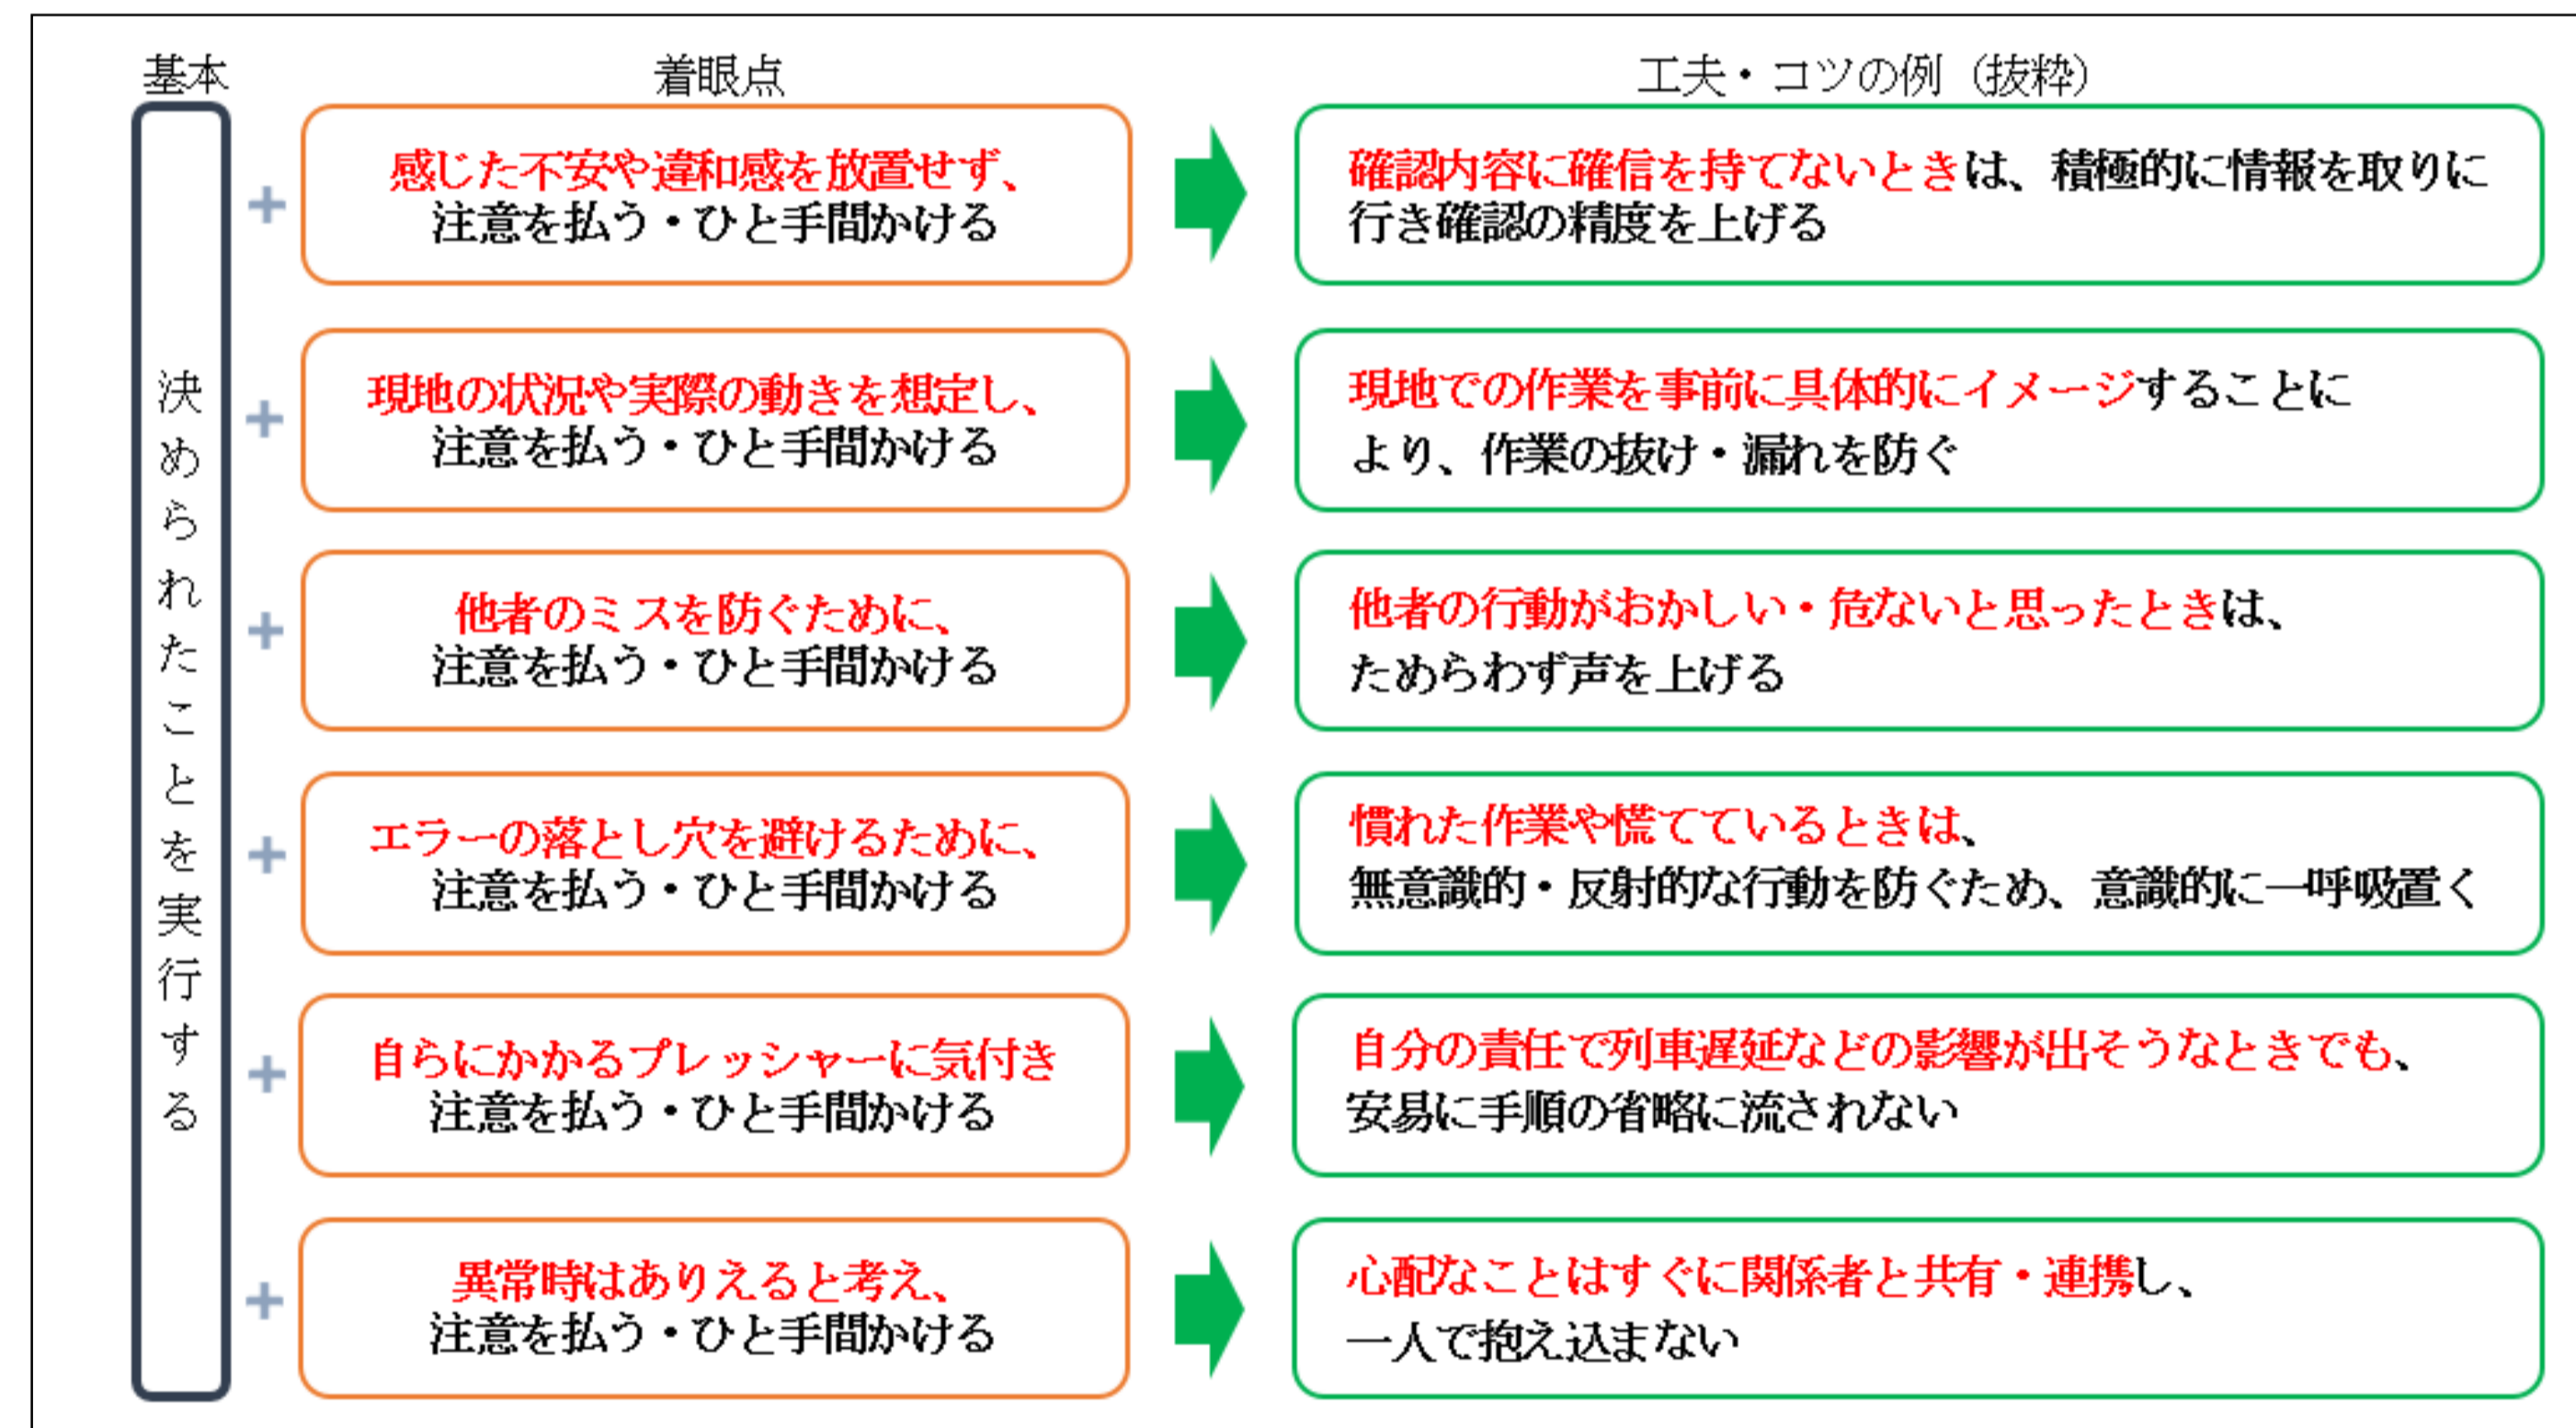 基本
着眼点
工夫・コツの例（抜粋）
決められたことを実行する
+
感じた不安や違和感を放置せず、
注意を払う・ひと手間かける
確認内容に確信を持てないときは、積極的に情報を取りに
行き確認の精度を上げる
+
現地の状況や実際の動きを想定し、
注意を払う・ひと手間かける
現地での作業を事前に具体的にイメージすることに
より、作業の抜け・漏れを防ぐ
+
他者のミスを防ぐために、
注意を払う・ひと手間かける
他者の行動がおかしい・危ないと思ったときは、
ためらわず声を上げる
+
エラーの落とし穴を避けるために、
注意を払う・ひと手間かける
慣れた作業や慌てているときは、
無意識的・反射的な行動を防ぐため、意識的に一呼吸置く
+
自らにかかるプレッシャーに気付き
注意を払う・ひと手間かける
自分の責任で列車遅延などの影響が出そうなときでも、
安易に手順の省略に流されない
+
異常時はありえると考え、
注意を払う・ひと手間かける
心配なことはすぐに関係者と共有・連携し、
一人で抱え込まない